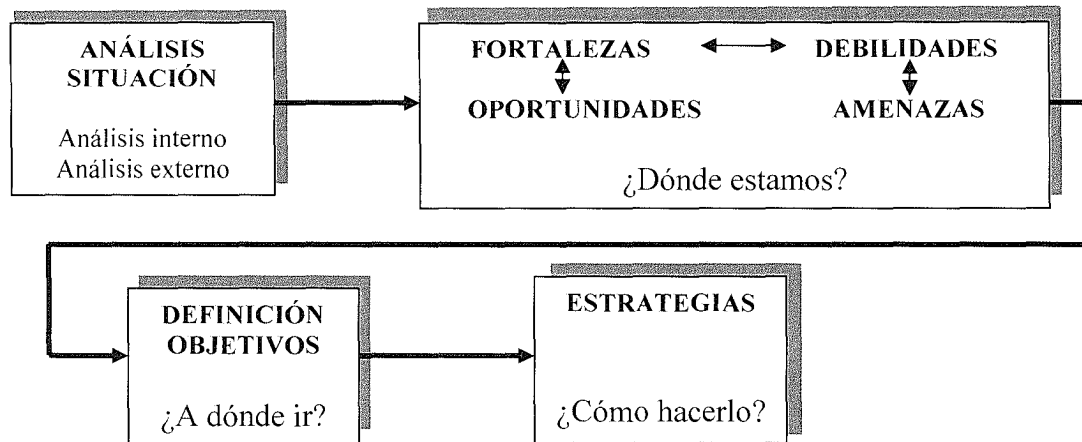 ANÁLISIS
SITUACIÓN
Análisis interno
Análisis externo
FORTALEZAS DEBILIDADES
OPORTUNIDADES AMENAZAS
¿Dónde estamos?
DEFINICIÓN
OBJETIVOS
¿A dónde ir?
ESTRATEGIAS
¿Cómo hacerlo?